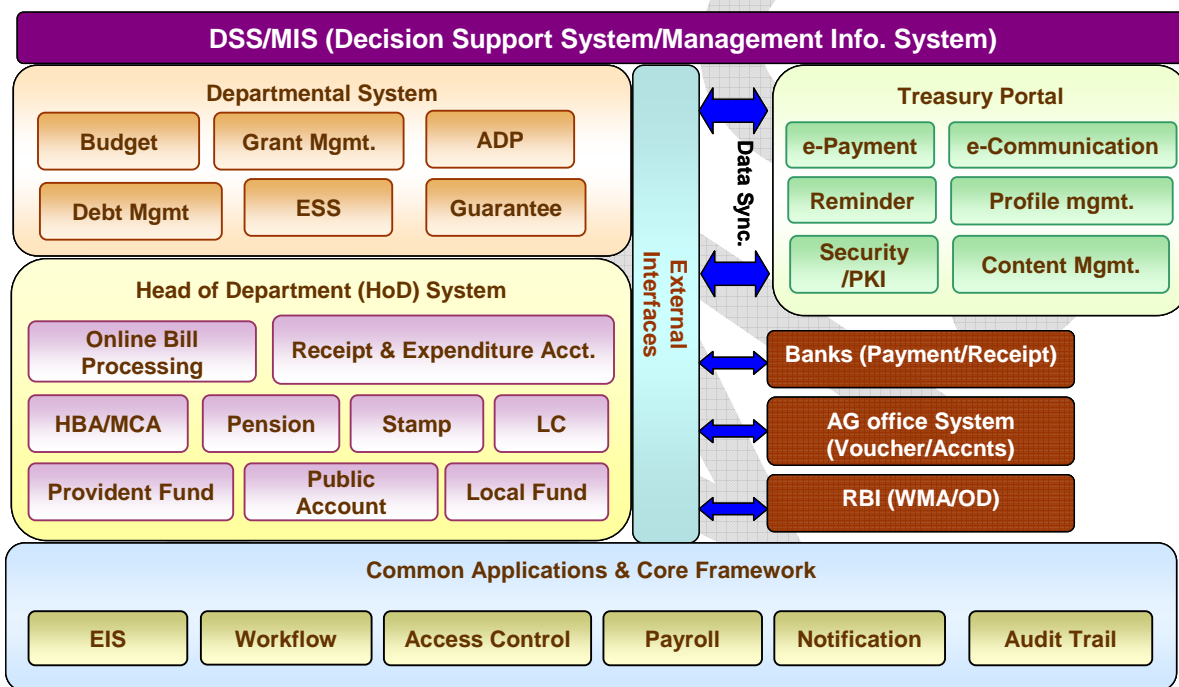 DSS/MIS (Decision Support System/Management Info. System)
Departmental System
Budget
Grant Mgmt.
ADP
Debt Mgmt
ESS
Guarantee
Head of Department (HoD) System
Online Bill
Processing
Receipt & Expenditure Acct.
HBA/MCA
Pension
Stamp
LC
Provident Fund
Public
Account
Local Fund
External
Interfaces
Data Sync.
Treasury Portal
e-Payment
e-Communication
Reminder
Profile mgmt.
Security
/PKI
Content Mgmt.
Banks (Payment/Receipt)
AG office System
(Voucher/Accnts)
RBI (WMA/OD)
Common Applications & Core Framework
EIS
Workflow
Access Control
Payroll
Notification
Audit Trail